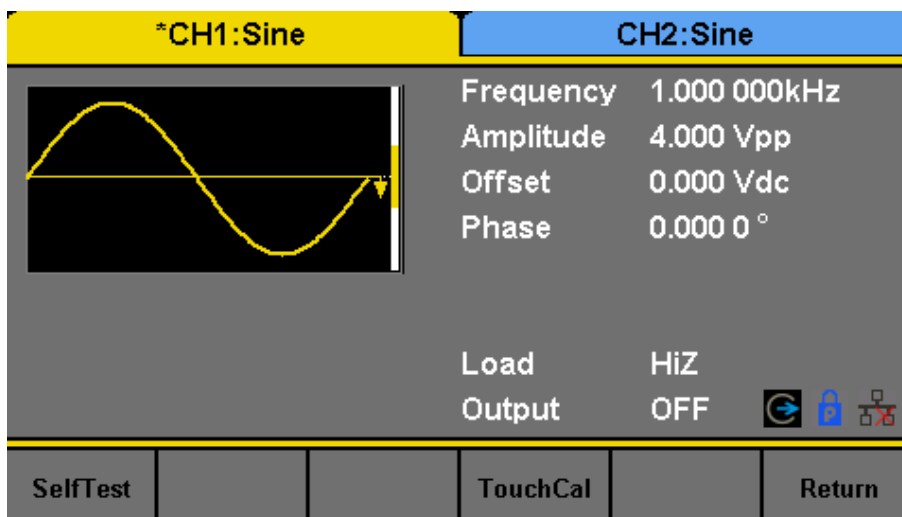 *CH1:Sine CH2:Sine
Frequency 1.000 000kHz
Amplitude 4.000 Vpp
Offset 0.000 Vdc
Phase 0.000 0 °
Load HiZ
Output OFF P
SelfTest TouchCal Return